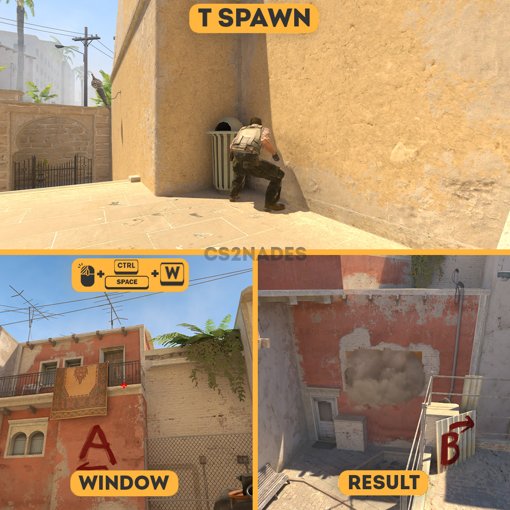 T SPAWN
CS2NADES
CTRL
+ SPACE + W
A
B
WINDOW
RESULT